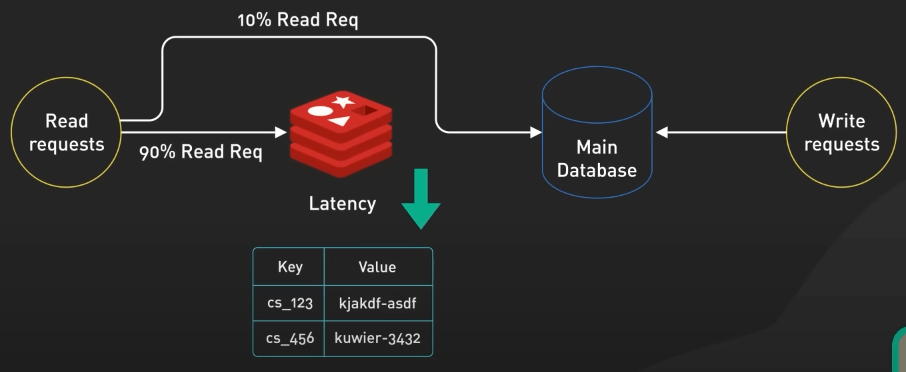 10% Read Req
Read
requests
90% Read Req
Main
Database
Write
requests
Latency
Key Value
cs_123 kjakdf-asdf
cs_456 kuwier-3432